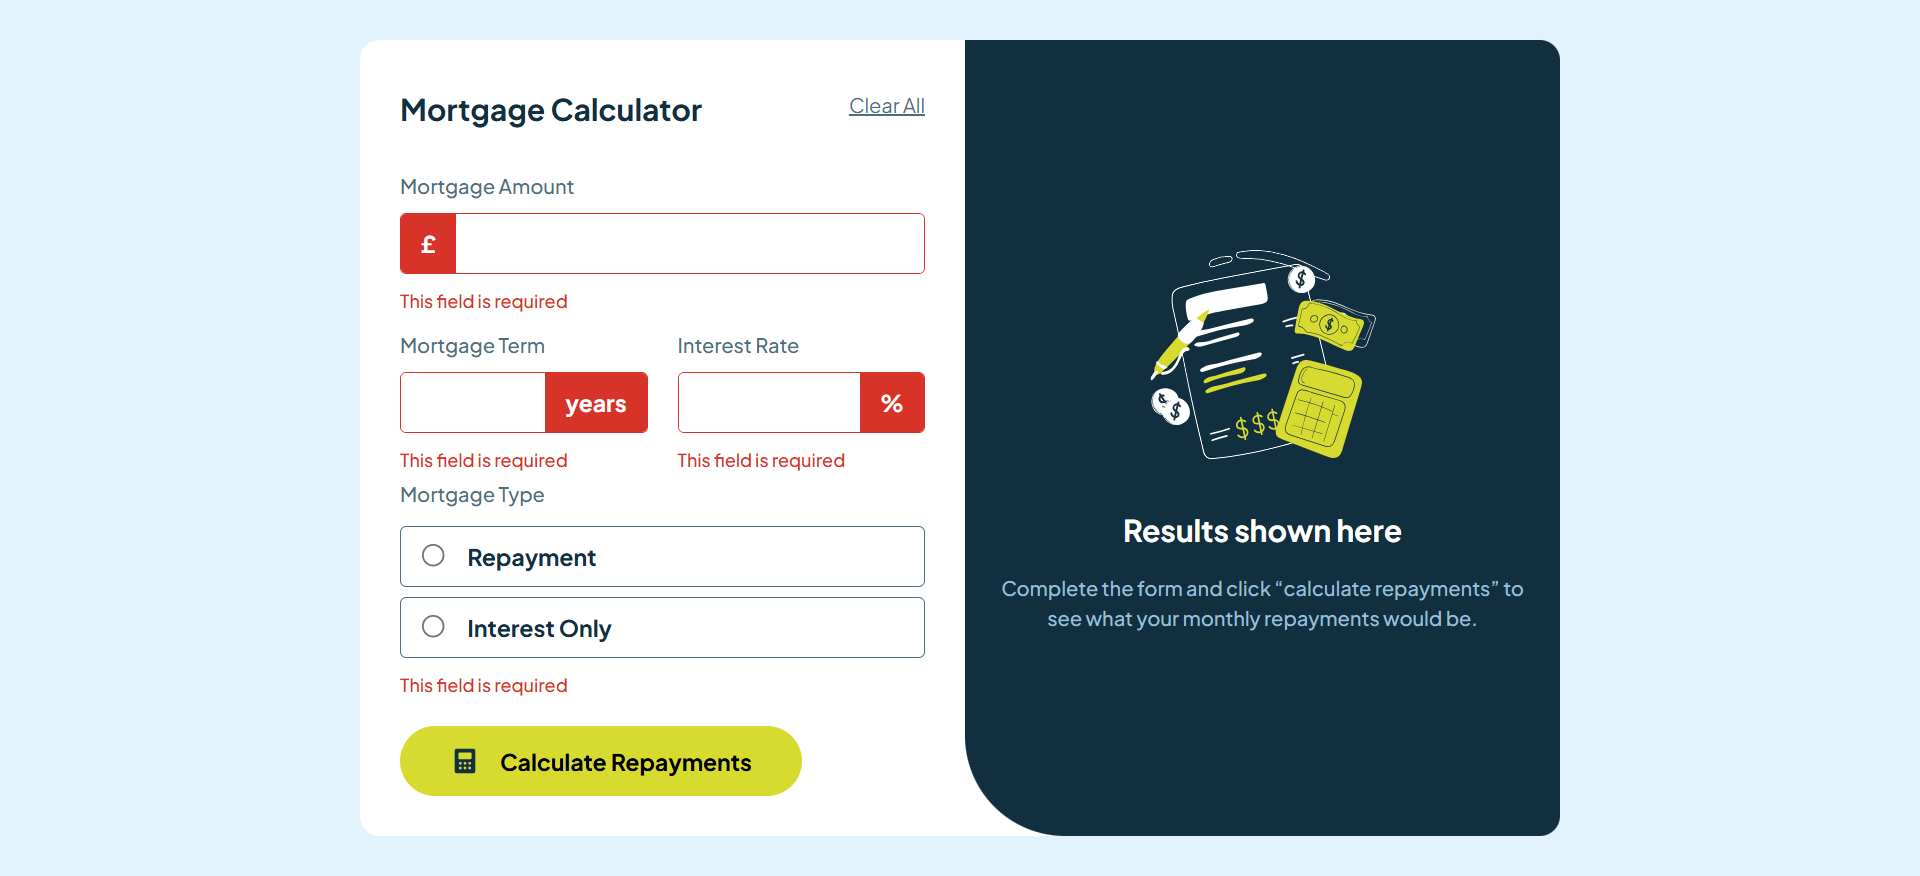 Mortgage Calculator
Clear All
Mortgage Amount
£
This field is required
Mortgage Term
Interest Rate
years
%
This field is required
This field is required
Mortgage Type
Repayment
Interest Only
This field is required
Calculate Repayments
$
$
$ $
$$$
Results shown here
Complete the form and click “calculate repayments” to
see what your monthly repayments would be.